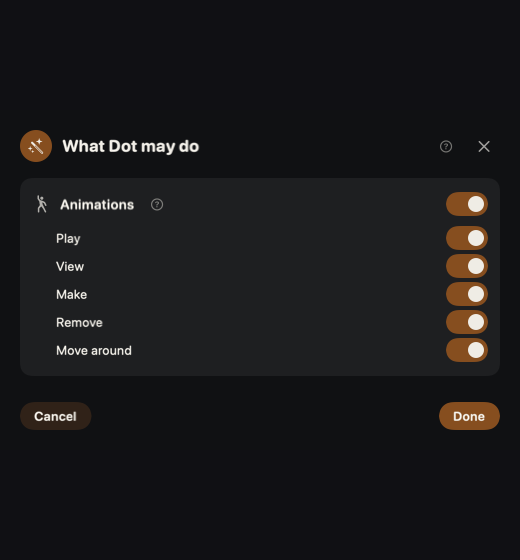 What Dot may do
Animations
Play
View
Make
Remove
Move around
Cancel
Done